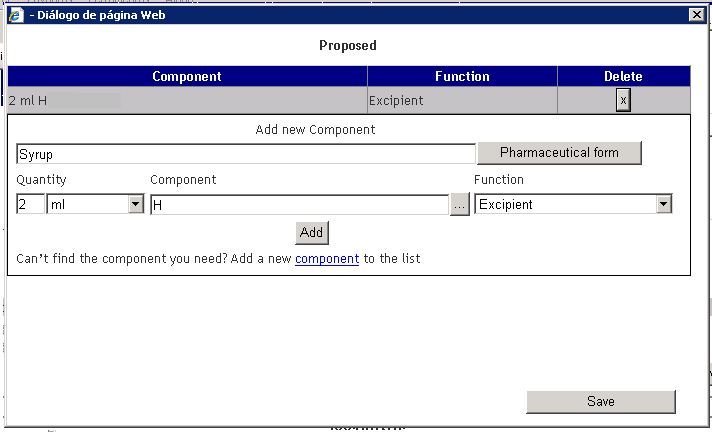 - Diálogo de página Web
Proposed
Component Function Delete
2 ml H Excipient x
Add new Component
Syrup Pharmaceutical form
Quantity Component Function
2 ml H ... Excipient
Add
Can't find the component you need? Add a new component to the list
Save